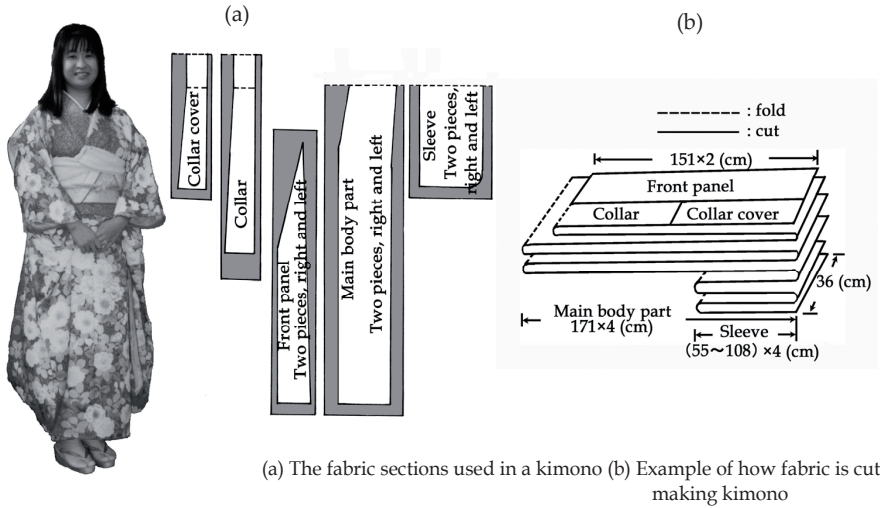 (a)
(b)
Collar cover
Collar
Front panel
Two pieces, right and left
Main body part
Two pieces, right and left
Sleeve
Two pieces,
right and left
: fold
: cut
151×2 (cm)
Front panel
Collar
Collar cover
36 (cm)
Main body part
171×4 (cm)
Sleeve
(55～108) ×4 (cm)
(a) The fabric sections used in a kimono (b) Example of how fabric is cut
making kimono